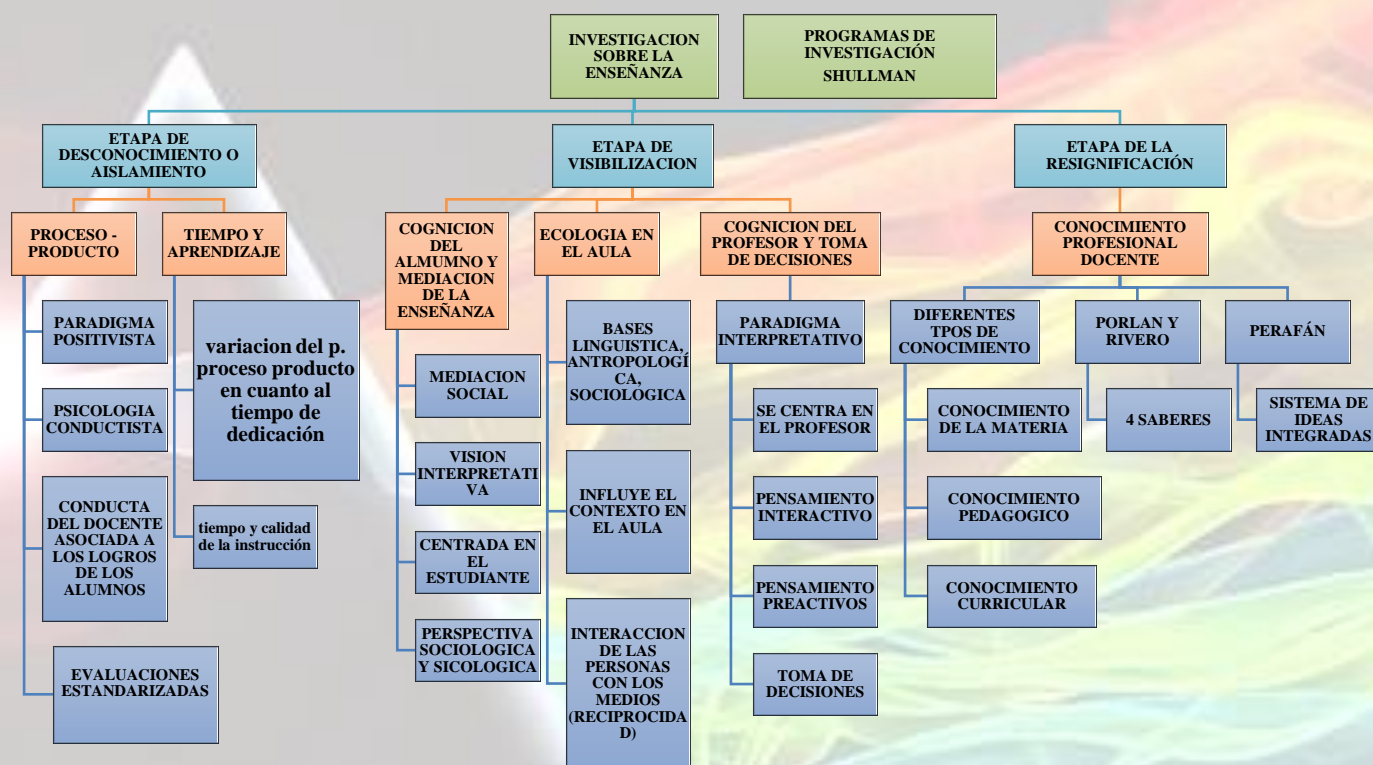 INVESTIGACION
SOBRE LA
ENSEÑANZA
PROGRAMAS DE
INVESTIGACIÓN
SHULLMAN
ETAPA DE
DESCONOCIMIENTO O
AISLAMIENTO
ETAPA DE
VISIBILIZACION
ETAPA DE LA
RESIGNIFICACIÓN
PROCESO -
PRODUCTO
TIEMPO Y
APRENDIZAJE
COGNICION
DEL
ALMUMNO Y
MEDIACION
DE LA
ENSEÑANZA
ECOLOGIA EN
EL AULA
COGNICION DEL
PROFESOR Y TOMA
DE DECISIONES
CONOCIMIENTO
PROFESIONAL
DOCENTE
PARADIGMA
POSITIVISTA
PSICOLOGIA
CONDUCTISTA
CONDUCTA
DEL DOCENTE
ASOCIADA A
LOS LOGROS
DE LOS
ALUMNOS
EVALUACIONES
ESTANDARIZADAS
variacion del p.
proceso producto
en cuanto al
tiempo de
dedicación
tiempo y calidad
de la instrucción
MEDIACION
SOCIAL
VISION
INTERPRETATI
VA
CENTRADA EN
EL
ESTUDIANTE
PERSPECTIVA
SOCIOLOGICA
Y SICOLOGICA
BASES
LINGUISTICA,
ANTROPOLOGÍ
CA,
SOCIOLOGICA
INFLUYE EL
CONTEXTO EN
EL AULA
INTERACCION
DE LAS
PERSONAS
CON LOS
MEDIOS
(RECIPROCIDA
D)
PARADIGMA
INTERPRETATIVO
SE CENTRA EN
EL PROFESOR
PENSAMIENTO
INTERACTIVO
PENSAMIENTO
PREACTIVOS
TOMA DE
DECISIONES
DIFERENTES
TPOS DE
CONOCIMIENTO
CONOCIMIENTO
DE LA MATERIA
CONOCIMIENTO
PEDAGOGICO
CONOCIMIENTO
CURRICULAR
PORLAN Y
RIVERO
4 SABERES
PERAFÁN
SISTEMA DE
IDEAS
INTEGRADAS